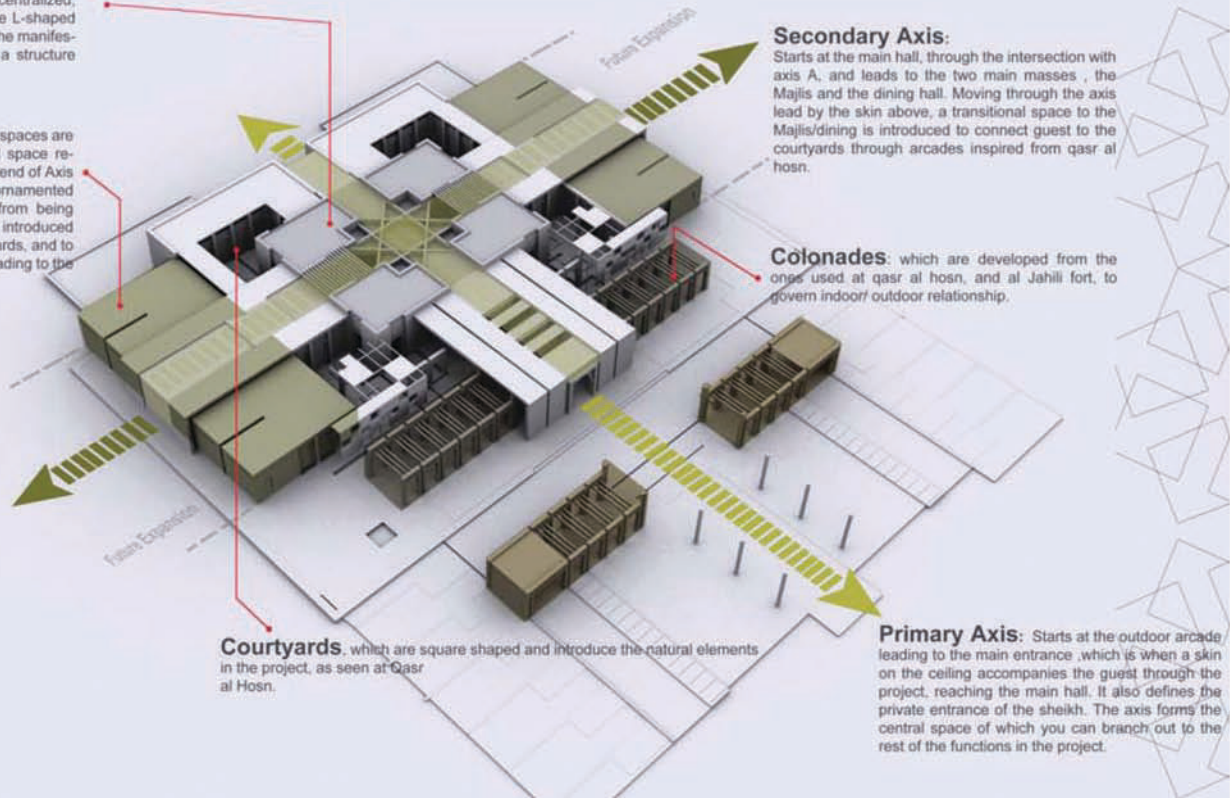 centralized,
e L-shaped
he manifes-
a structure
spaces are
space re-
end of Axis
ornamented
from being
introduced
rds, and to
ading to the
Future Expansion
Secondary Axis:
Starts at the main hall, through the intersection with
axis A, and leads to the two main masses , the
Majlis and the dining hall. Moving through the axis
lead by the skin above, a transitional space to the
Majlis/dining is introduced to connect guest to the
courtyards through arcades inspired from qasr al
hosn.
Colonades: which are developed from the
ones used at qasr al hosn, and al Jahili fort, to
govern indoor/ outdoor relationship.
Future Expansion
Courtyards, which are square shaped and introduce the natural elements
in the project, as seen at Qasr
al Hosn.
Primary Axis: Starts at the outdoor arcade
leading to the main entrance ,which is when a skin
on the ceiling accompanies the guest through the
project, reaching the main hall. It also defines the
private entrance of the sheikh. The axis forms the
central space of which you can branch out to the
rest of the functions in the project.